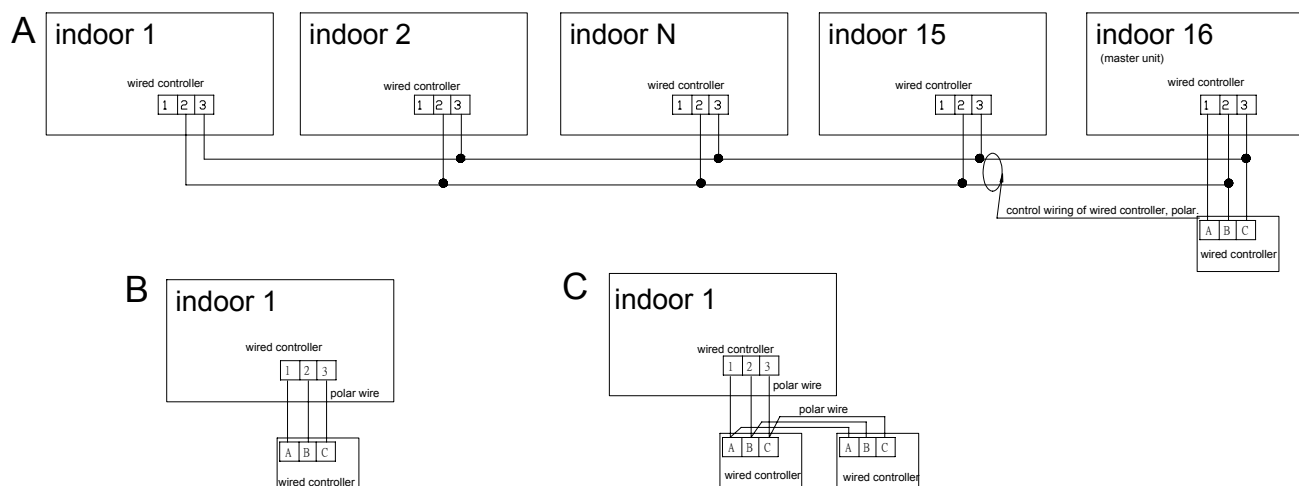 A
indoor 1
wired controller
1 2 3
indoor 2
wired controller
1 2 3
indoor N
wired controller
1 2 3
indoor 15
wired controller
1 2 3
indoor 16
(master unit)
wired controller
1 2 3
control wiring of wired controller, polar.
A B C
wired controller
B
indoor 1
wired controller
1 2 3
polar wire
A B C
wired controller
C
indoor 1
wired controller
1 2 3
polar wire
polar wire
A B C
wired controller
A B C
wired controller